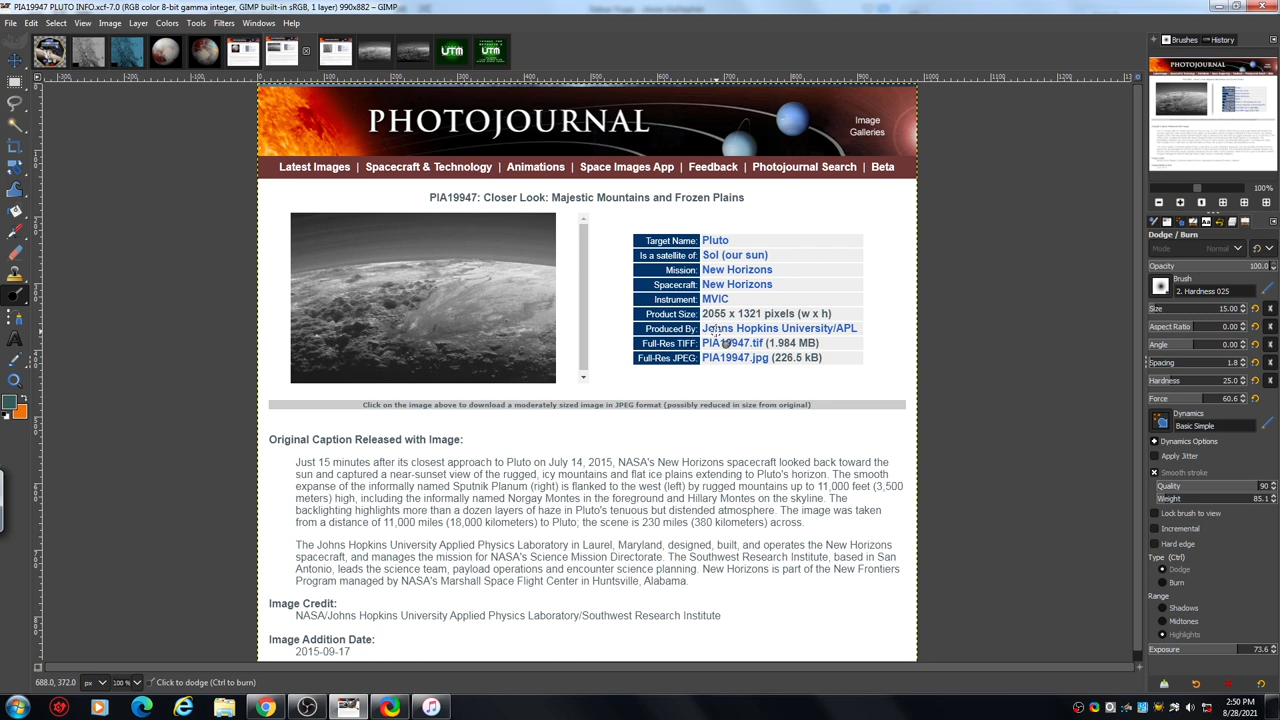 PIA19947 PLUTO INFO.xcf-7.0 (RGB color 8-bit gamma integer, GIMP built-in sRGB, 1 layer) 990x882 – GIMP
File Edit Select View Image Layer Colors Tools Filters Windows Help
UTM
Brushes History
PHOTOJOURNAL
Image
Galleries
Latest Images | Spacecraft & Technology | Animations | Space Images App | Feedback | Photojournal Search | Beta
PIA19947: Closer Look: Majestic Mountains and Frozen Plains
Target Name: Pluto
Is a satellite of: Sol (our sun)
Mission: New Horizons
Spacecraft: New Horizons
Instrument: MVIC
Product Size: 2055 x 1321 pixels (w x h)
Produced By: Johns Hopkins University/APL
Full-Res TIFF: PIA19947.tif (1.984 MB)
Full-Res JPEG: PIA19947.jpg (226.5 kB)
Click on the image above to download a moderately sized image in JPEG format (possibly reduced in size from original)
Original Caption Released with Image:
Just 15 minutes after its closest approach to Pluto on July 14, 2015, NASA's New Horizons spacecraft looked back toward the
sun and captured a near-sunset view of the rugged, icy mountains and flat ice plains extending to Pluto's horizon. The smooth
expanse of the informally named Sputnik Planum (right) is flanked to the west (left) by rugged mountains up to 11,000 feet (3,500
meters) high, including the informally named Norgay Montes in the foreground and Hillary Montes on the skyline. The
backlighting highlights more than a dozen layers of haze in Pluto's tenuous but distended atmosphere. The image was taken
from a distance of 11,000 miles (18,000 kilometers) to Pluto; the scene is 230 miles (380 kilometers) across.
The Johns Hopkins University Applied Physics Laboratory in Laurel, Maryland, designed, built, and operates the New Horizons
spacecraft, and manages the mission for NASA's Science Mission Directorate. The Southwest Research Institute, based in San
Antonio, leads the science team, payload operations and encounter science planning. New Horizons is part of the New Frontiers
Program managed by NASA's Marshall Space Flight Center in Huntsville, Alabama.
Image Credit:
NASA/Johns Hopkins University Applied Physics Laboratory/Southwest Research Institute
Image Addition Date:
2015-09-17
100%
Dodge / Burn
Mode Normal
Opacity 100.0
Brush
2. Hardness 025
Size 15.00
Aspect Ratio 0.00
Angle 0.00
Spacing 1.8
Hardness 25.0
Force 60.6
Dynamics
Basic Simple
Dynamics Options
Apply Jitter
Smooth stroke
Quality 90
Weight 85.1
Lock brush to view
Incremental
Hard edge
Type (Ctrl)
Dodge
Burn
Range
Shadows
Midtones
Highlights
Exposure 73.6
688.0, 372.0 px 100 % Click to dodge (Ctrl to burn)
2:50 PM
8/28/2021